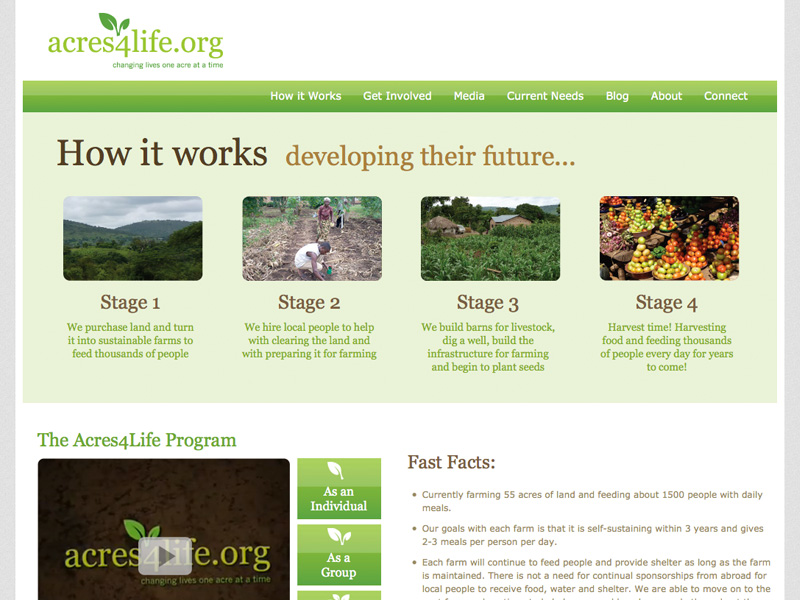 acres4life.org
changing lives one acre at a time
How it Works Get Involved Media Current Needs Blog About Connect
How it works developing their future...
Stage 1
We purchase land and turn
it into sustainable farms to
feed thousands of people
Stage 2
We hire local people to help
with clearing the land and
with preparing it for farming
Stage 3
We build barns for livestock,
dig a well, build the
infrastructure for farming
and begin to plant seeds
Stage 4
Harvest time! Harvesting
food and feeding thousands
of people every day for years
to come!
The Acres4Life Program
acres4life.org
changing lives one acre at a time
As an
Individual
As a
Group
Fast Facts:
Currently farming 55 acres of land and feeding about 1500 people with daily
meals.
Our goals with each farm is that it is self-sustaining within 3 years and gives
2-3 meals per person per day.
Each farm will continue to feed people and provide shelter as long as the farm
is maintained. There is not a need for continual sponsorships from abroad for
local people to receive food, water and shelter. We are able to move on to the